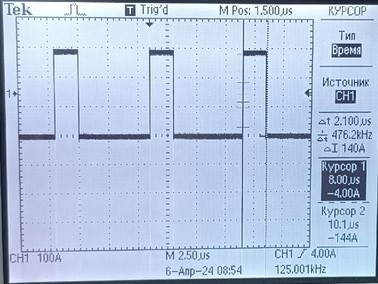 Tek T Trig'd M Pos: 1.500µs КУРСОР
Тип
Время
Источник
CH1
Δt 2.100µs
1/Δt 476.2kHz
ΔI 140A
Курсор 1
8.00µs
-4.00A
Курсор 2
10.1µs
-144A
1
CH1 100A M 2.50µs CH1 4.00A
6-Апр-24 08:54 125.001kHz